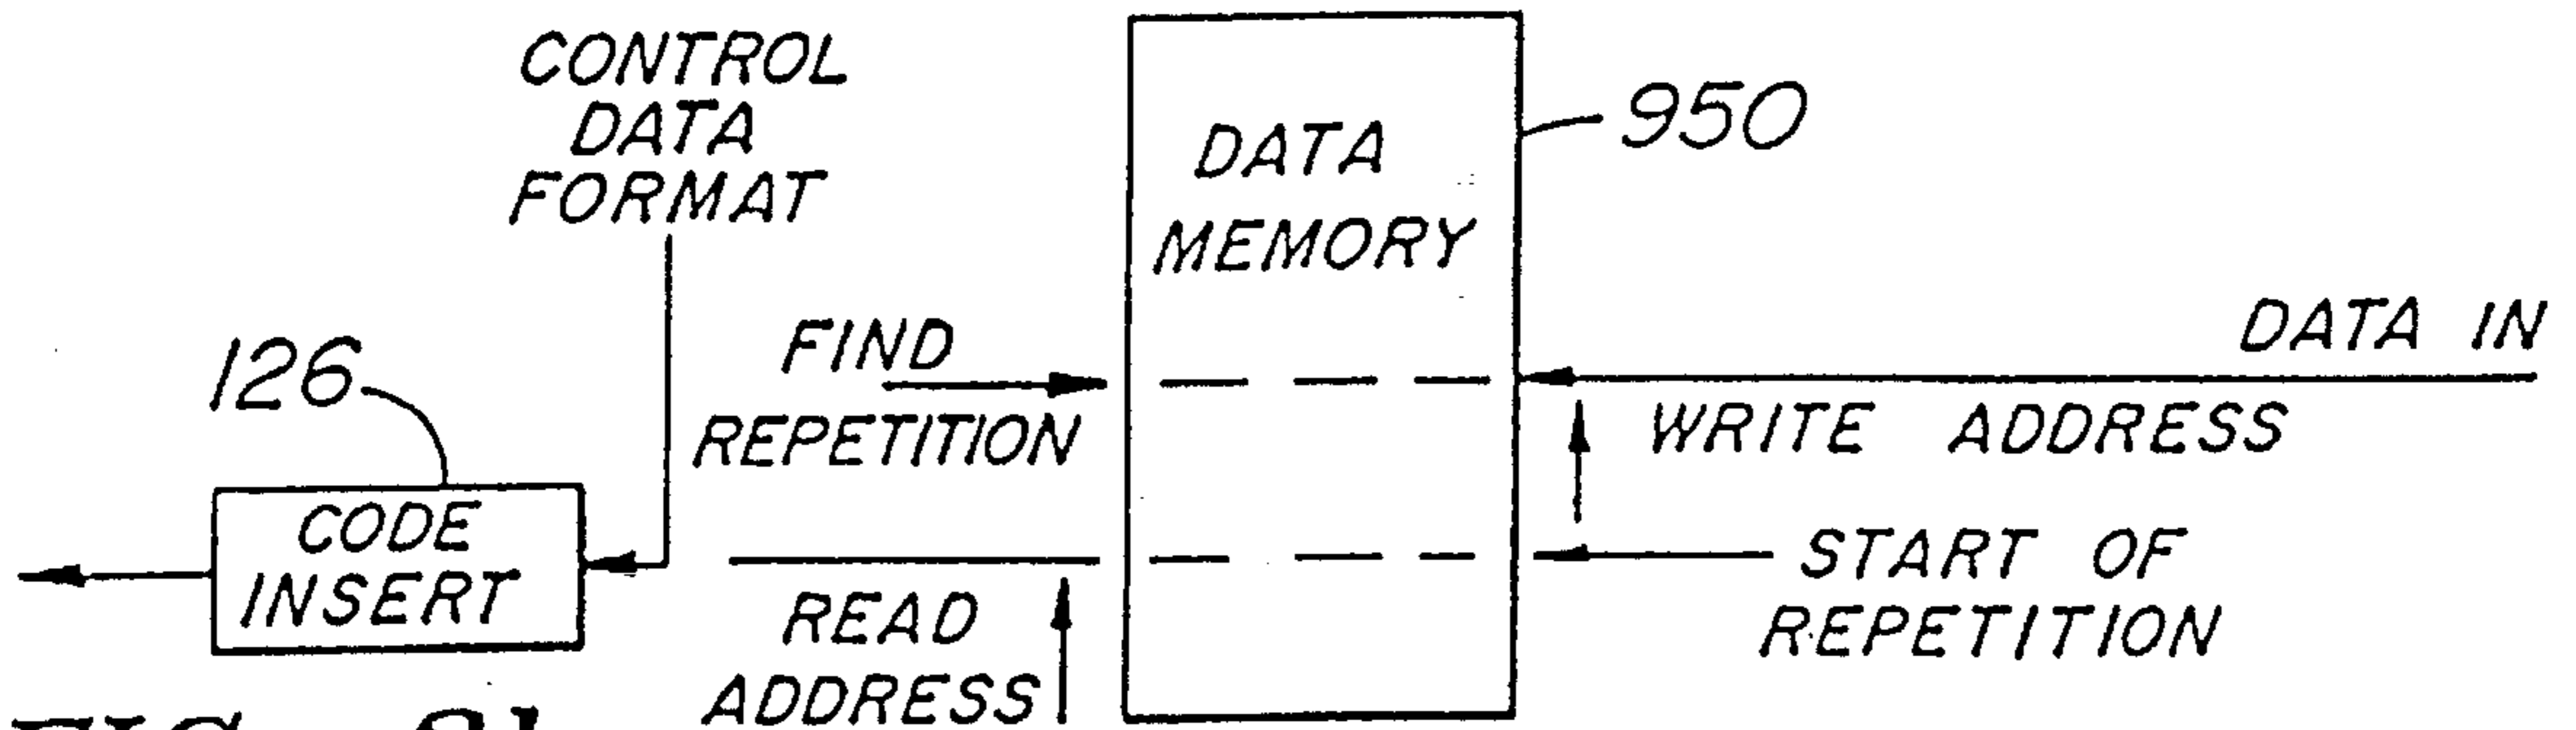 CONTROL
DATA
FORMAT
DATA
MEMORY
950
126
FIND
REPETITION
DATA IN
WRITE ADDRESS
CODE
INSERT
READ
ADDRESS
START OF
REPETITION